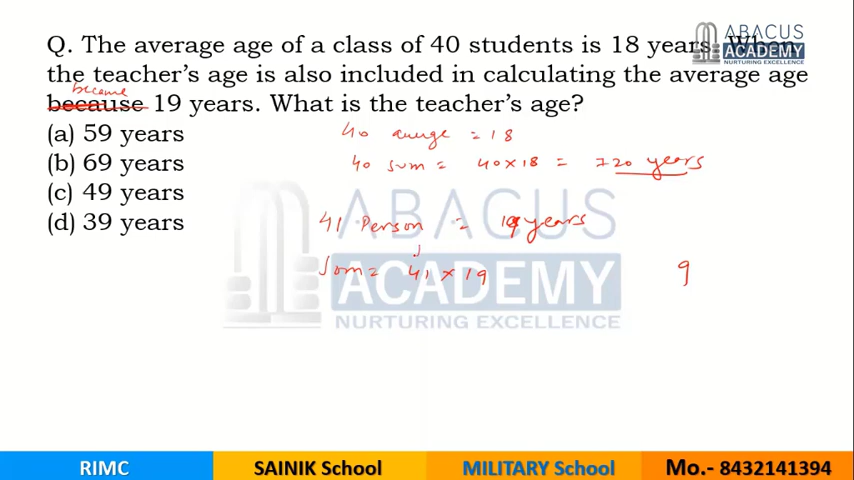 Q. The average age of a class of 40 students is 18 years. When
the teacher's age is also included in calculating the average age
became
because 19 years. What is the teacher's age?
(a) 59 years
40 average = 18
(b) 69 years
40 sum = 40×18 = 720 years
(c) 49 years
(d) 39 years
41 Person = 19 years
Sum = 41 × 19
9
ABACUS
ACADEMY
NURTURING EXCELLENCE
ABACUS
ACADEMY
NURTURING EXCELLENCE
RIMC
SAINIK School
MILITARY School
Mo.- 8432141394